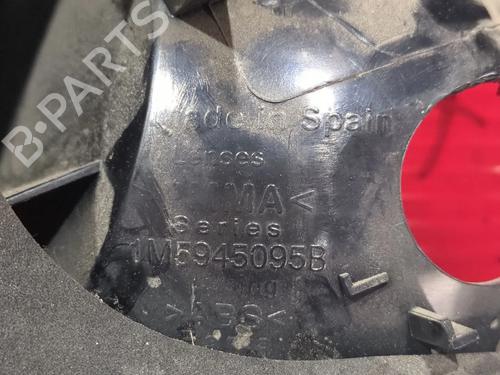 B-PARTS
Made in Spain
Lenses
>PMMA<
Series
1M5945095B
>ABS<